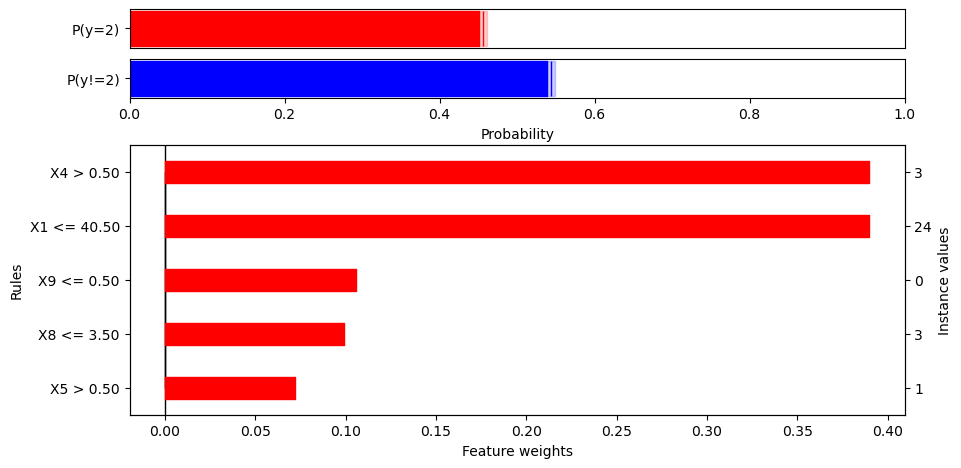 P(y=2)
P(y!=2)
0.0 0.2 0.4 0.6 0.8 1.0
Probability
X4 > 0.50 3
X1 <= 40.50 24
X9 <= 0.50 0
X8 <= 3.50 3
X5 > 0.50 1
Rules
Instance values
0.00 0.05 0.10 0.15 0.20 0.25 0.30 0.35 0.40
Feature weights